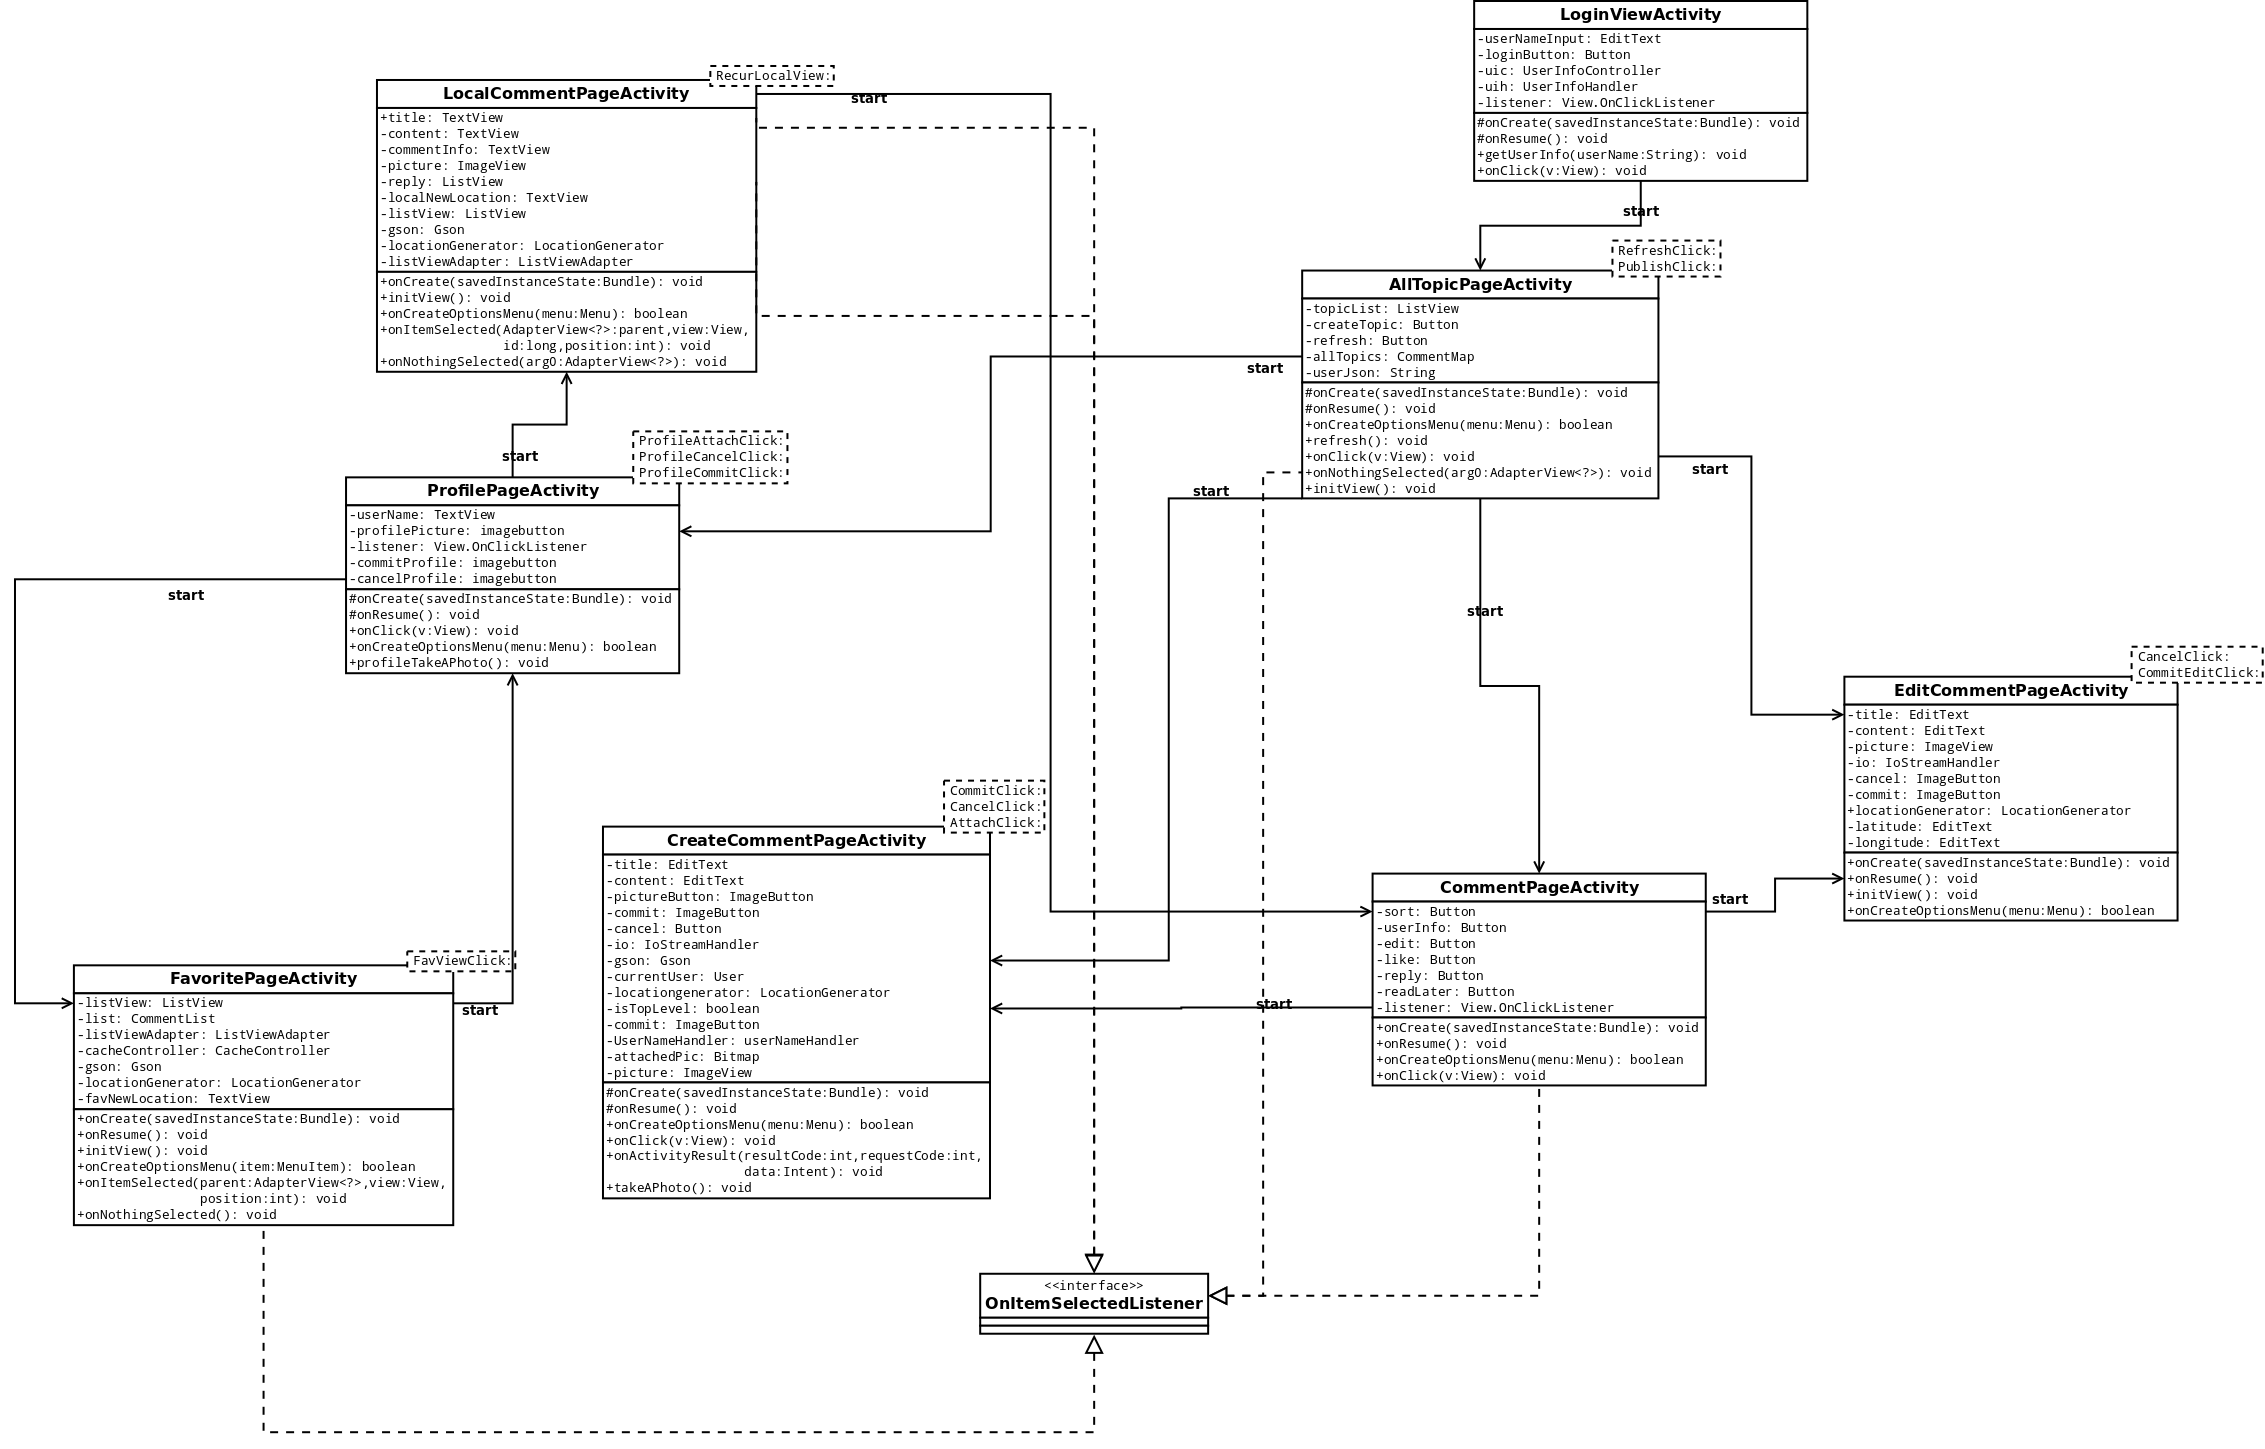 LoginViewActivity
-userNameInput: EditText
-loginButton: Button
-uic: UserInfoController
-uih: UserInfoHandler
-listener: View.OnClickListener
#onCreate(savedInstanceState:Bundle): void
#onResume(): void
+getUserInfo(userName:String): void
+onClick(v:View): void
start
RecurLocalView:
LocalCommentPageActivity
+title: TextView
-content: TextView
-commentInfo: TextView
-picture: ImageView
-reply: ListView
-localNewLocation: TextView
-listView: ListView
-gson: Gson
-locationGenerator: LocationGenerator
-listViewAdapter: ListViewAdapter
+onCreate(savedInstanceState:Bundle): void
+initView(): void
+onCreateOptionsMenu(menu:Menu): boolean
+onItemSelected(AdapterView<?>:parent,view:View,
id:long,position:int): void
+onNothingSelected(arg0:AdapterView<?>): void
start
RefreshClick:
PublishClick:
AllTopicPageActivity
-topicList: ListView
-createTopic: Button
-refresh: Button
-allTopics: CommentMap
-userJson: String
#onCreate(savedInstanceState:Bundle): void
#onResume(): void
+onCreateOptionsMenu(menu:Menu): boolean
+refresh(): void
+onClick(v:View): void
+onNothingSelected(arg0:AdapterView<?>): void
+initView(): void
start
start
start
start
start
ProfileAttachClick:
ProfileCancelClick:
ProfileCommitClick:
ProfilePageActivity
-userName: TextView
-profilePicture: imagebutton
-listener: View.OnClickListener
-commitProfile: imagebutton
-cancelProfile: imagebutton
#onCreate(savedInstanceState:Bundle): void
#onResume(): void
+onClick(v:View): void
+onCreateOptionsMenu(menu:Menu): boolean
+profileTakeAPhoto(): void
start
CancelClick:
CommitEditClick:
EditCommentPageActivity
-title: EditText
-content: EditText
-picture: ImageView
-io: IoStreamHandler
-cancel: ImageButton
-commit: ImageButton
+locationGenerator: LocationGenerator
-latitude: EditText
-longitude: EditText
+onCreate(savedInstanceState:Bundle): void
+onResume(): void
+initView(): void
+onCreateOptionsMenu(menu:Menu): boolean
CommitClick:
CancelClick:
AttachClick:
CreateCommentPageActivity
-title: EditText
-content: EditText
-pictureButton: ImageButton
-commit: ImageButton
-cancel: Button
-io: IoStreamHandler
-gson: Gson
-currentUser: User
-locationgenerator: LocationGenerator
-isTopLevel: boolean
-commit: ImageButton
-UserNameHandler: userNameHandler
-attachedPic: Bitmap
-picture: ImageView
#onCreate(savedInstanceState:Bundle): void
#onResume(): void
+onCreateOptionsMenu(menu:Menu): boolean
+onClick(v:View): void
+onActivityResult(resultCode:int,requestCode:int,
data:Intent): void
+takeAPhoto(): void
CommentPageActivity
-sort: Button
-userInfo: Button
-edit: Button
-like: Button
-reply: Button
-readLater: Button
-listener: View.OnClickListener
+onCreate(savedInstanceState:Bundle): void
+onResume(): void
+onCreateOptionsMenu(menu:Menu): boolean
+onClick(v:View): void
start
start
FavViewClick:
FavoritePageActivity
-listView: ListView
-list: CommentList
-listViewAdapter: ListViewAdapter
-cacheController: CacheController
-gson: Gson
-locationGenerator: LocationGenerator
-favNewLocation: TextView
+onCreate(savedInstanceState:Bundle): void
+onResume(): void
+initView(): void
+onCreateOptionsMenu(item:MenuItem): boolean
+onItemSelected(parent:AdapterView<?>,view:View,
position:int): void
+onNothingSelected(): void
start
<<interface>>
OnItemSelectedListener